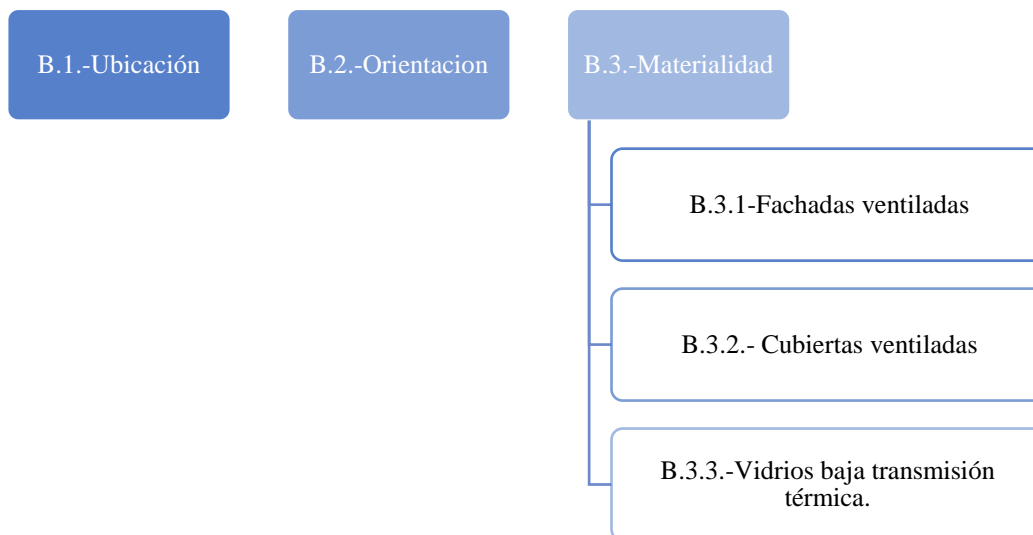 B.1.-Ubicación
B.2.-Orientacion
B.3.-Materialidad
B.3.1-Fachadas ventiladas
B.3.2.- Cubiertas ventiladas
B.3.3.-Vidrios baja transmisión
térmica.